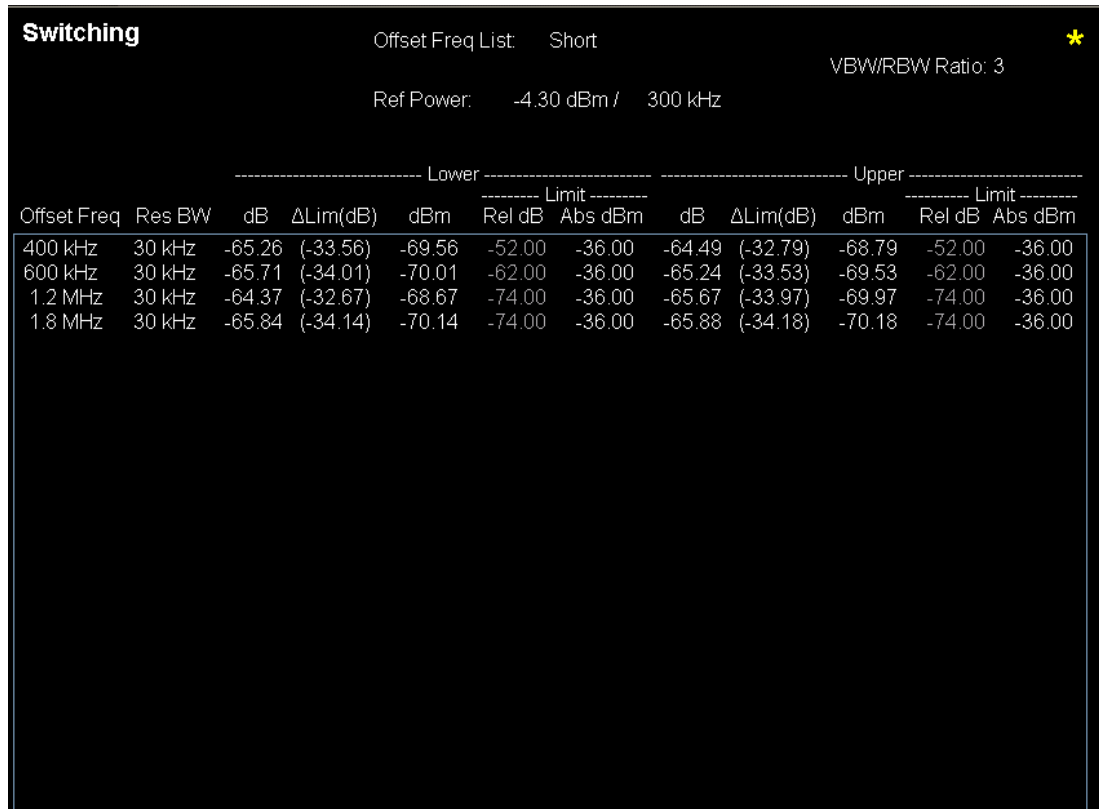 Switching
Offset Freq List: Short
*
VBW/RBW Ratio: 3
Ref Power: -4.30 dBm / 300 kHz
---------------------------- Lower ------------------------- ---------------------------- Upper --------------------------
--------- Limit --------- ---------- Limit ---------
Offset Freq Res BW dB ΔLim(dB) dBm Rel dB Abs dBm dB ΔLim(dB) dBm Rel dB Abs dBm
400 kHz 30 kHz -65.26 (-33.56) -69.56 -52.00 -36.00 -64.49 (-32.79) -68.79 -52.00 -36.00
600 kHz 30 kHz -65.71 (-34.01) -70.01 -62.00 -36.00 -65.24 (-33.53) -69.53 -62.00 -36.00
1.2 MHz 30 kHz -64.37 (-32.67) -68.67 -74.00 -36.00 -65.67 (-33.97) -69.97 -74.00 -36.00
1.8 MHz 30 kHz -65.84 (-34.14) -70.14 -74.00 -36.00 -65.88 (-34.18) -70.18 -74.00 -36.00